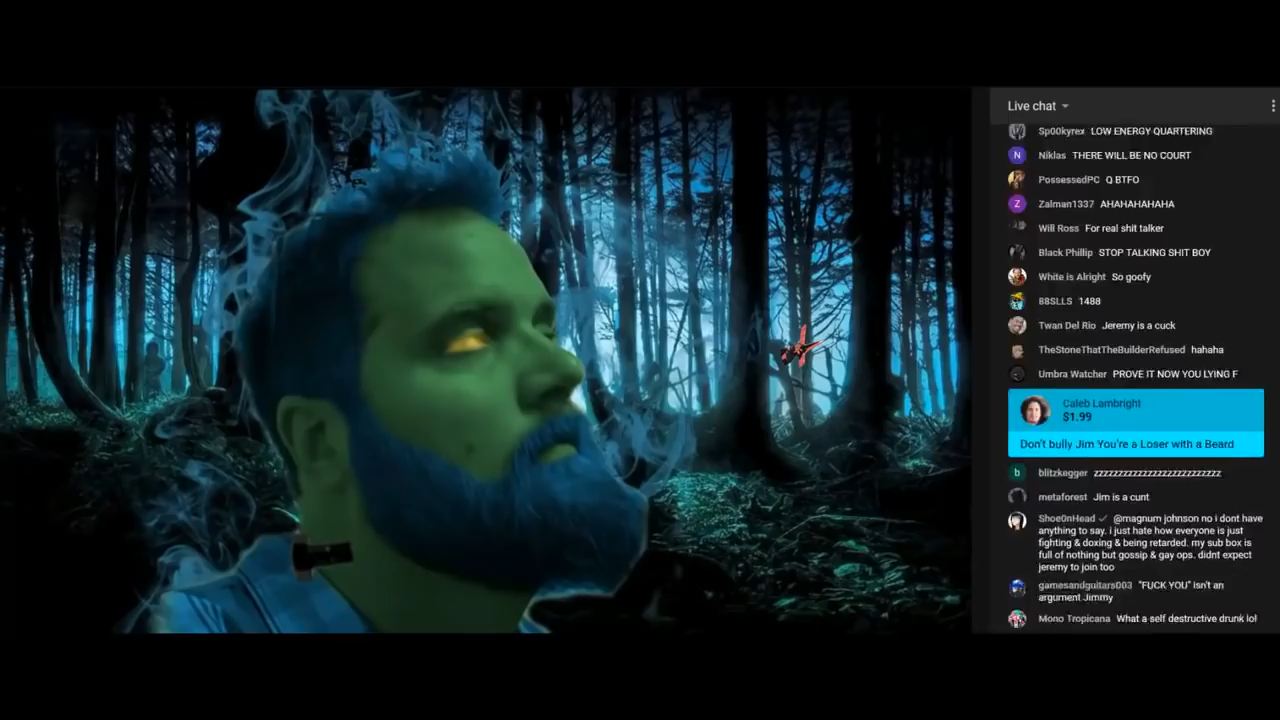 Live chat
Sp00kyrex LOW ENERGY QUARTERING
N Niklas THERE WILL BE NO COURT
PossessedPC Q BTFO
Z Zalman1337 AHAHAHAHAHA
Will Ross For real shit talker
Black Phillip STOP TALKING SHIT BOY
White is Alright So goofy
88SLLS 1488
Twan Del Rio Jeremy is a cuck
TheStoneThatTheBuilderRefused hahaha
Umbra Watcher PROVE IT NOW YOU LYING F
Caleb Lambright
$1.99
Don't bully Jim You're a Loser with a Beard
b blitzkegger zzzzzzzzzzzzzzzzzzzzzzzzzz
metaforest Jim is a cunt
Shoe0nHead @magnum johnson no i dont have
anything to say. i just hate how everyone is just
fighting & doxing & being retarded. my sub box is
full of nothing but gossip & gay ops. didnt expect
jeremy to join too
gamesandguitars003 "FUCK YOU" isn't an
argument Jimmy
Mono Tropicana What a self destructive drunk lol